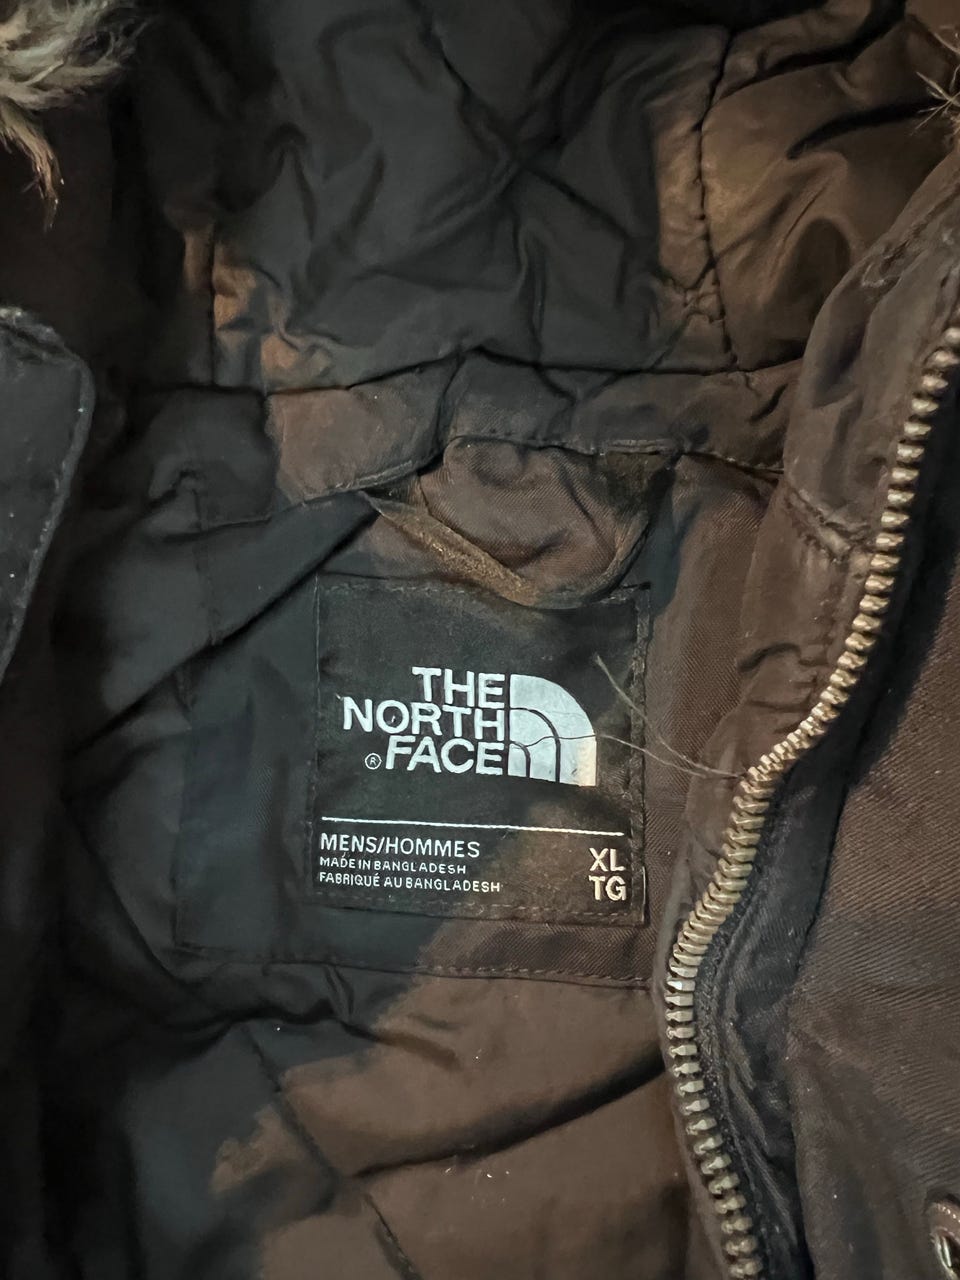 THE
NORTH
FACE
®
MENS/HOMMES
MADE IN BANGLADESH
FABRIQUÉ AU BANGLADESH
XL
TG